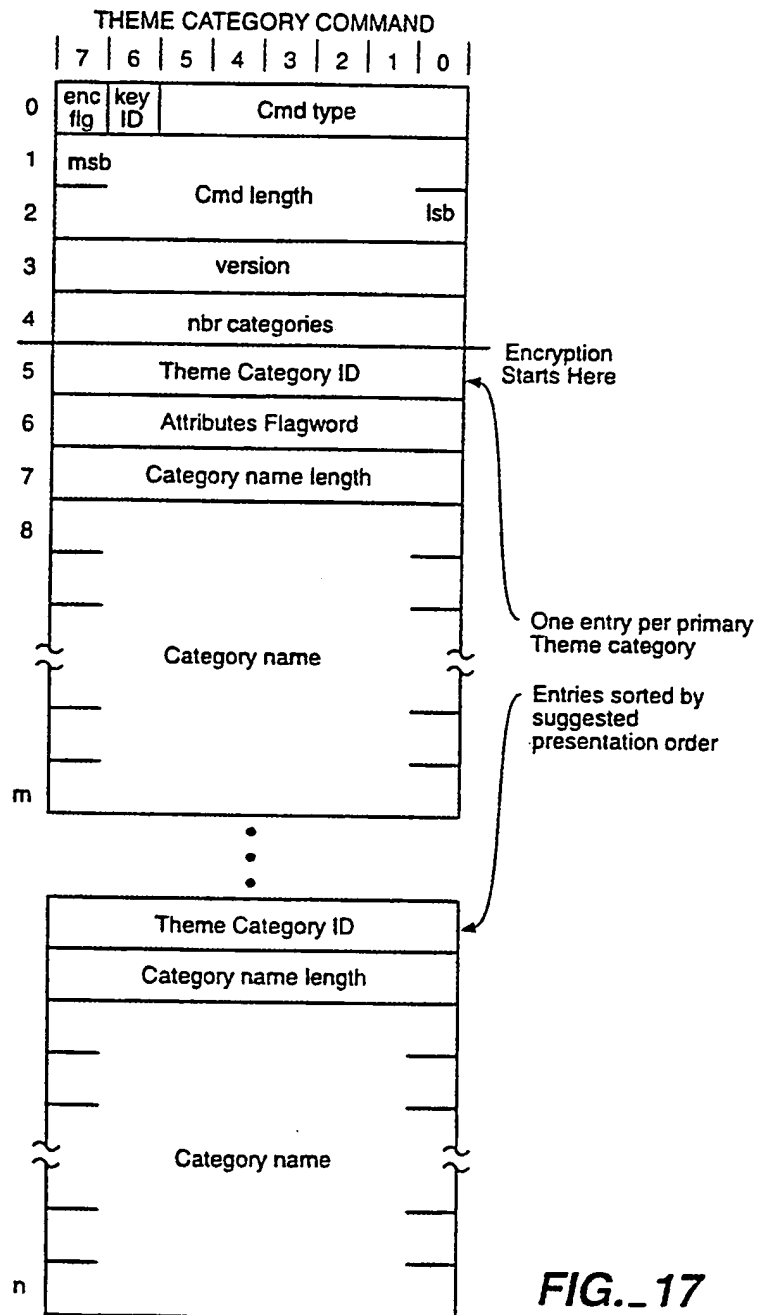 THEME CATEGORY COMMAND
7 6 5 4 3 2 1 0
0 enc flg key ID Cmd type
1 msb
Cmd length
2 lsb
3 version
4 nbr categories
Encryption
Starts Here
5 Theme Category ID
6 Attributes Flagword
7 Category name length
8
One entry per primary
Theme category
Category name
Entries sorted by
suggested
presentation order
m
Theme Category ID
Category name length
Category name
n
FIG._17